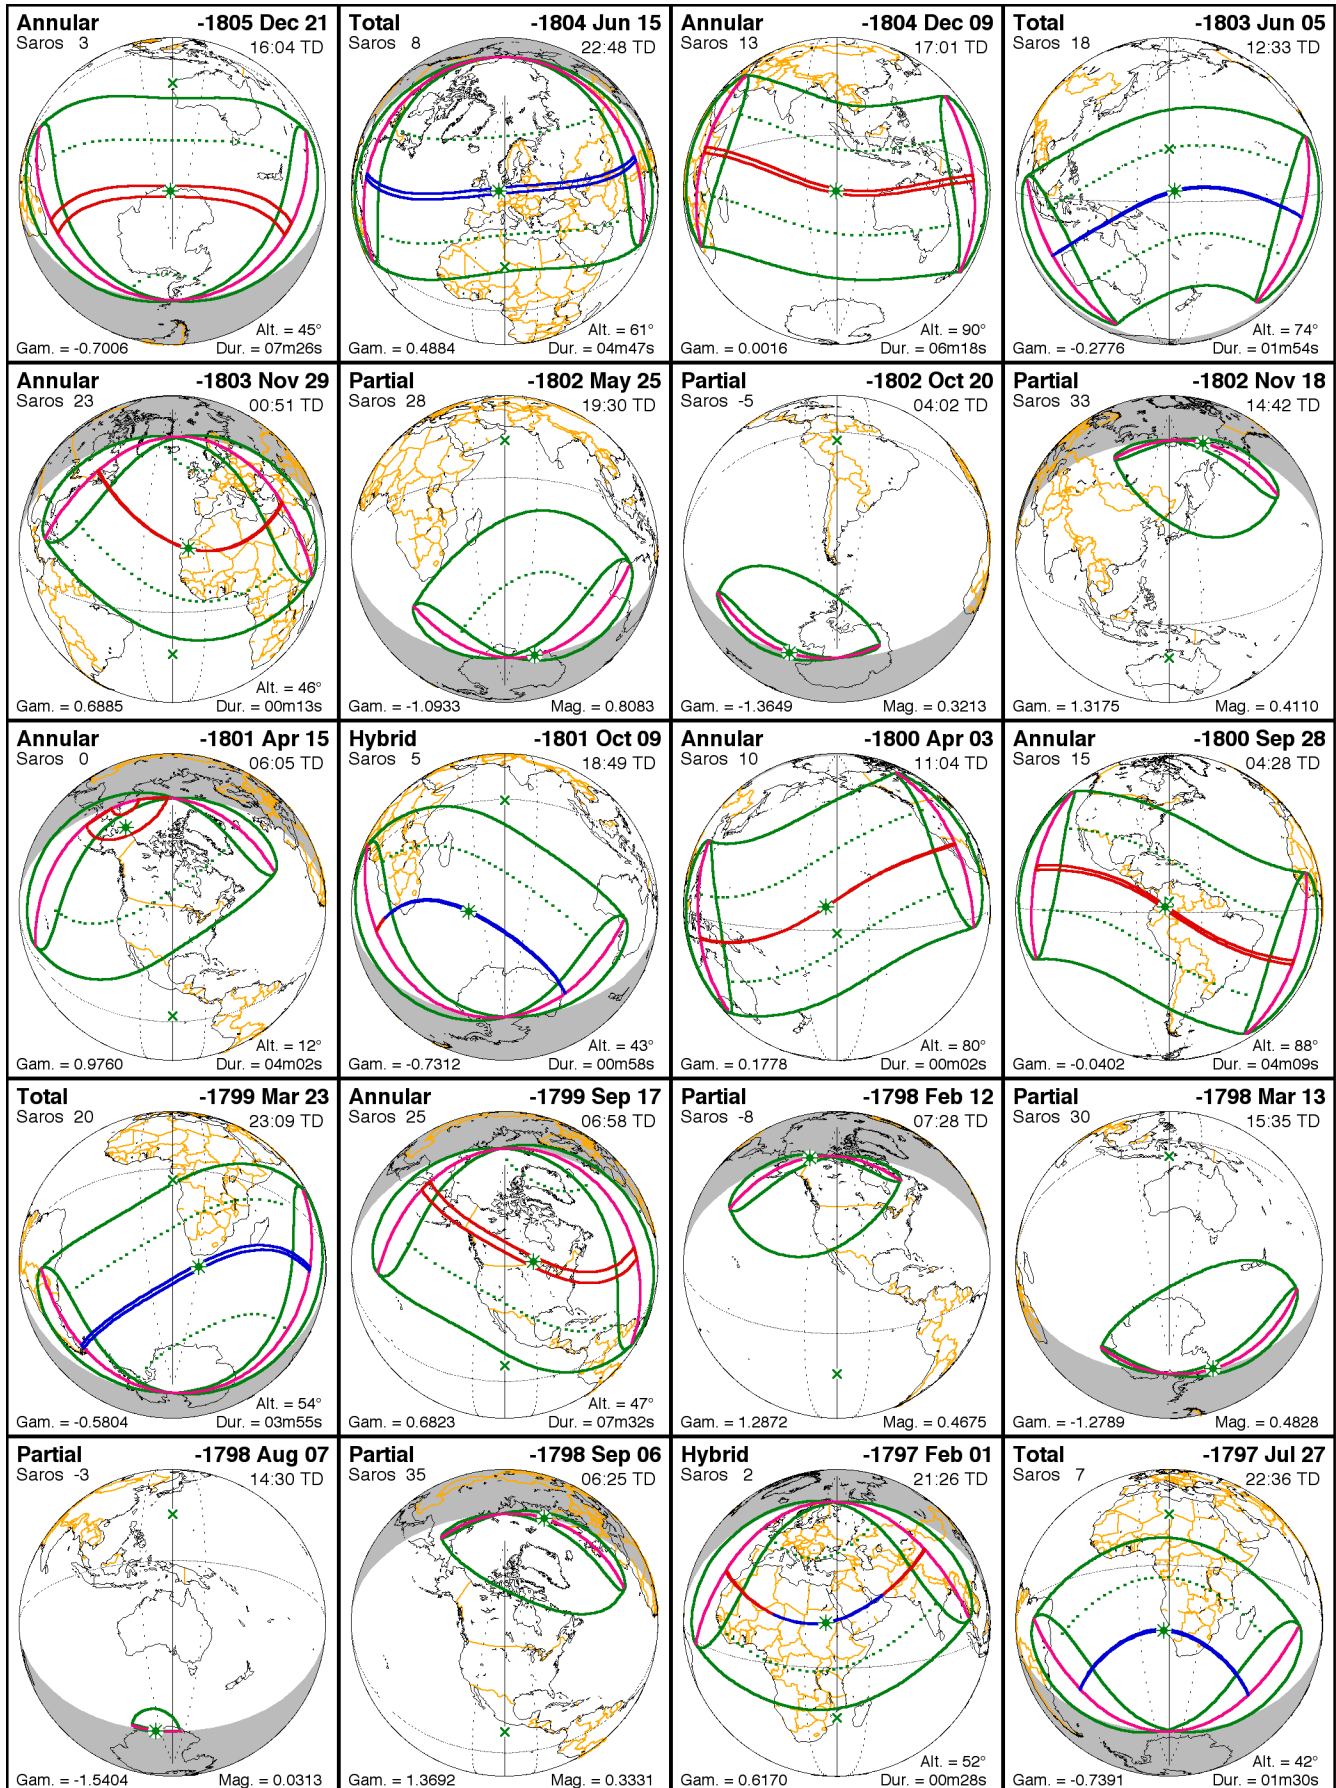 Annular -1805 Dec 21
Saros 3 16:04 TD
Alt. = 45°
Gam. = -0.7006 Dur. = 07m26s
Total -1804 Jun 15
Saros 8 22:48 TD
Alt. = 61°
Gam. = 0.4884 Dur. = 04m47s
Annular -1804 Dec 09
Saros 13 17:01 TD
Alt. = 90°
Gam. = 0.0016 Dur. = 06m18s
Total -1803 Jun 05
Saros 18 12:33 TD
Alt. = 74°
Gam. = -0.2776 Dur. = 01m54s
Annular -1803 Nov 29
Saros 23 00:51 TD
Alt. = 46°
Gam. = 0.6885 Dur. = 00m13s
Partial -1802 May 25
Saros 28 19:30 TD
Gam. = -1.0933 Mag. = 0.8083
Partial -1802 Oct 20
Saros -5 04:02 TD
Gam. = -1.3649 Mag. = 0.3213
Partial -1802 Nov 18
Saros 33 14:42 TD
Gam. = 1.3175 Mag. = 0.4110
Annular -1801 Apr 15
Saros 0 06:05 TD
Alt. = 12°
Gam. = 0.9760 Dur. = 04m02s
Hybrid -1801 Oct 09
Saros 5 18:49 TD
Alt. = 43°
Gam. = -0.7312 Dur. = 00m58s
Annular -1800 Apr 03
Saros 10 11:04 TD
Alt. = 80°
Gam. = 0.1778 Dur. = 00m02s
Annular -1800 Sep 28
Saros 15 04:28 TD
Alt. = 88°
Gam. = -0.0402 Dur. = 04m09s
Total -1799 Mar 23
Saros 20 23:09 TD
Alt. = 54°
Gam. = -0.5804 Dur. = 03m55s
Annular -1799 Sep 17
Saros 25 06:58 TD
Alt. = 47°
Gam. = 0.6823 Dur. = 07m32s
Partial -1798 Feb 12
Saros -8 07:28 TD
Gam. = 1.2872 Mag. = 0.4675
Partial -1798 Mar 13
Saros 30 15:35 TD
Gam. = -1.2789 Mag. = 0.4828
Partial -1798 Aug 07
Saros -3 14:30 TD
Gam. = -1.5404 Mag. = 0.0313
Partial -1798 Sep 06
Saros 35 06:25 TD
Gam. = 1.3692 Mag. = 0.3331
Hybrid -1797 Feb 01
Saros 2 21:26 TD
Alt. = 52°
Gam. = 0.6170 Dur. = 00m28s
Total -1797 Jul 27
Saros 7 22:36 TD
Alt. = 42°
Gam. = -0.7391 Dur. = 01m30s